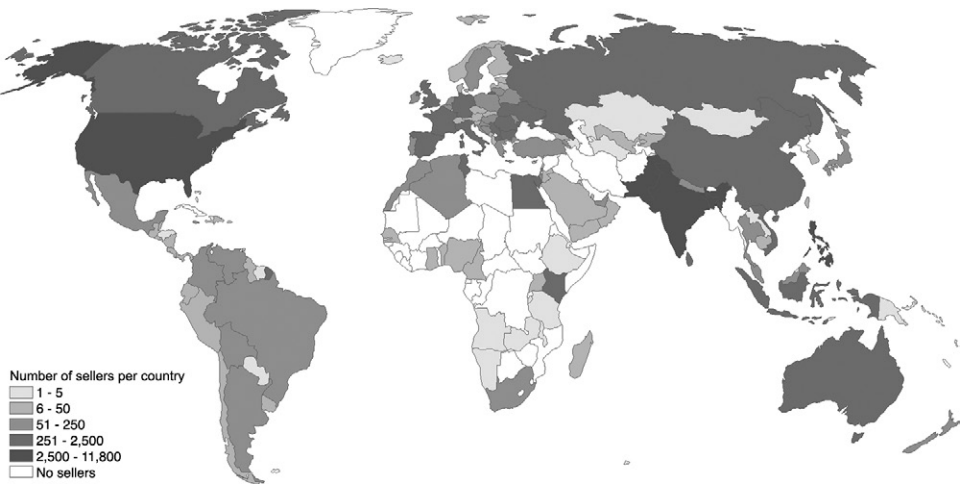 Number of sellers per country
1 - 5
6 - 50
51 - 250
251 - 2,500
2,500 - 11,800
No sellers